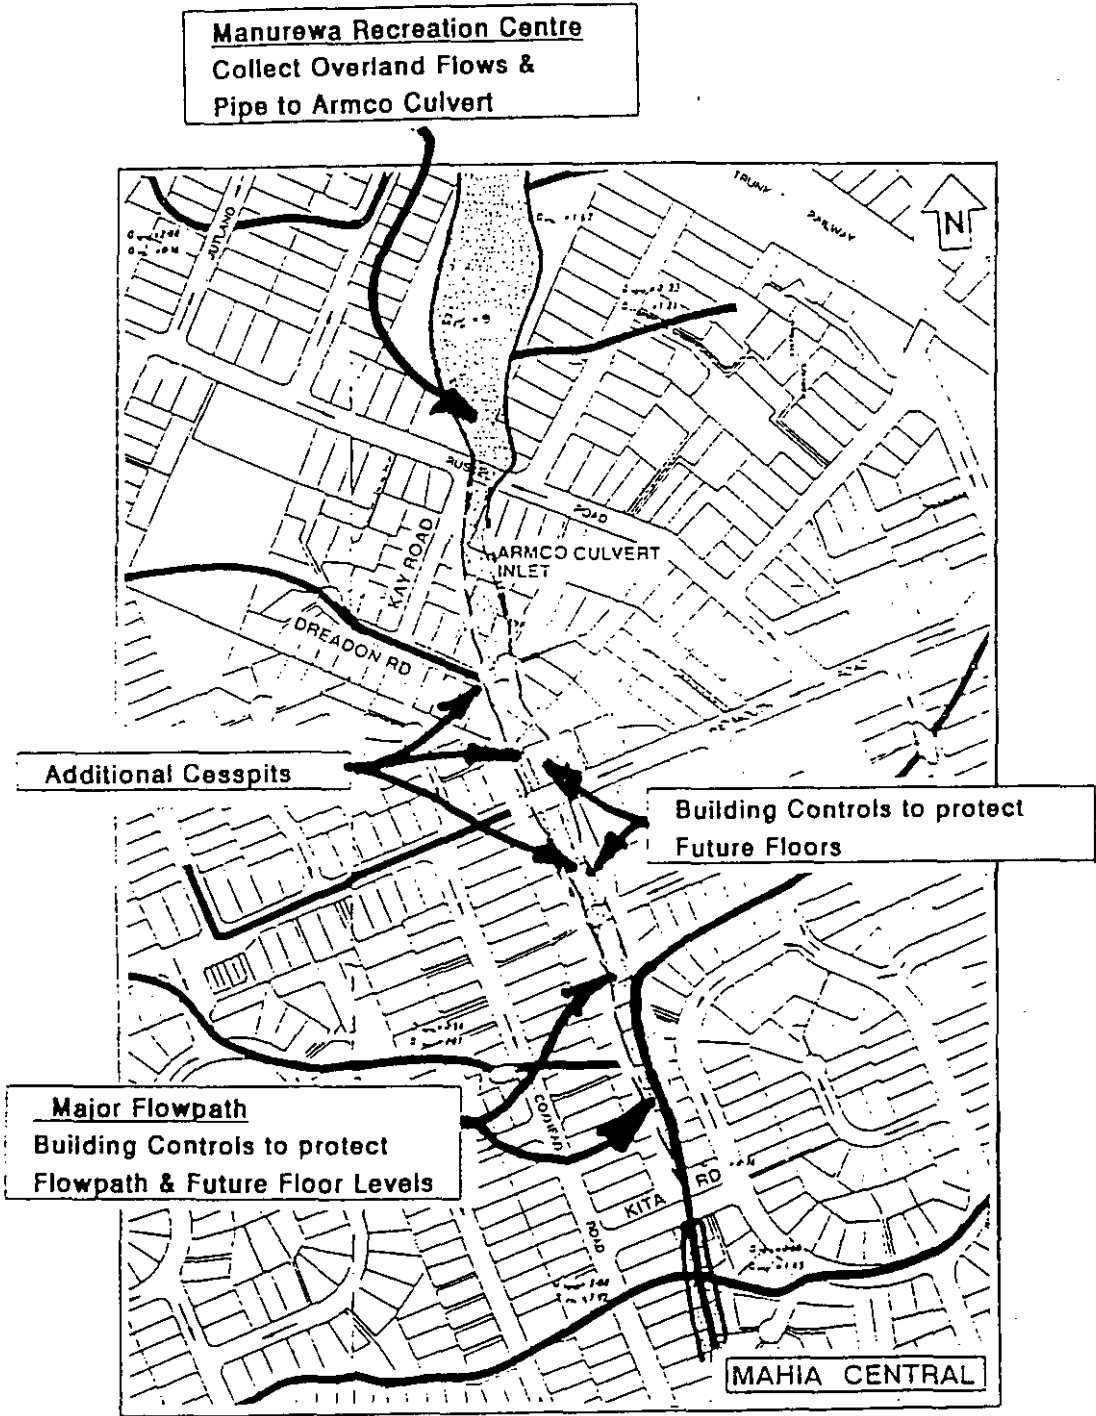 Manurewa Recreation Centre
Collect Overland Flows &
Pipe to Armco Culvert
TRUNK
RAILWAY
N
ROAD
KAY ROAD
ARMCO CULVERT
INLET
DREADON RD
Additional Cesspits
Building Controls to protect
Future Floors
Major Flowpath
Building Controls to protect
Flowpath & Future Floor Levels
KITA RD
ROAD
MAHIA CENTRAL